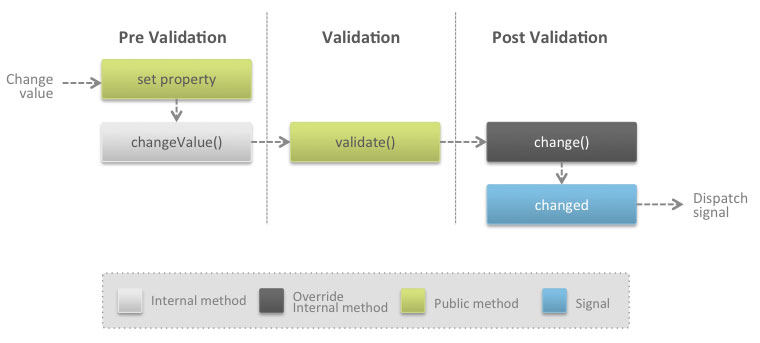 Pre Validation
Validation
Post Validation
Change
value
set property
changeValue()
validate()
change()
changed
Dispatch
signal
Internal method
Override
Internal method
Public method
Signal